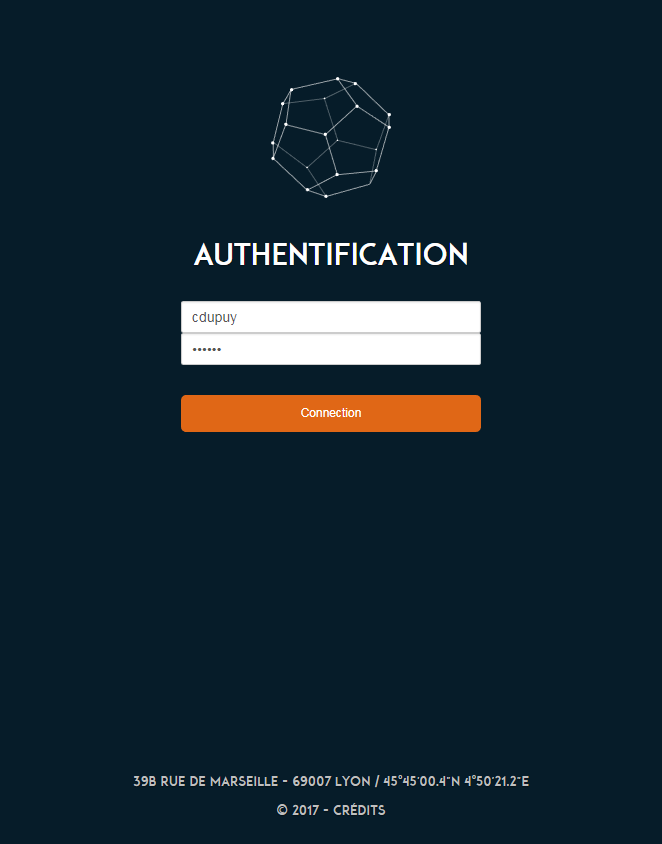 AUTHENTIFICATION
cdupuy
••••••
Connection
39B RUE DE MARSEILLE - 69007 LYON / 45°45'00.4"N 4°50'21.2"E
© 2017 - CRÉDITS